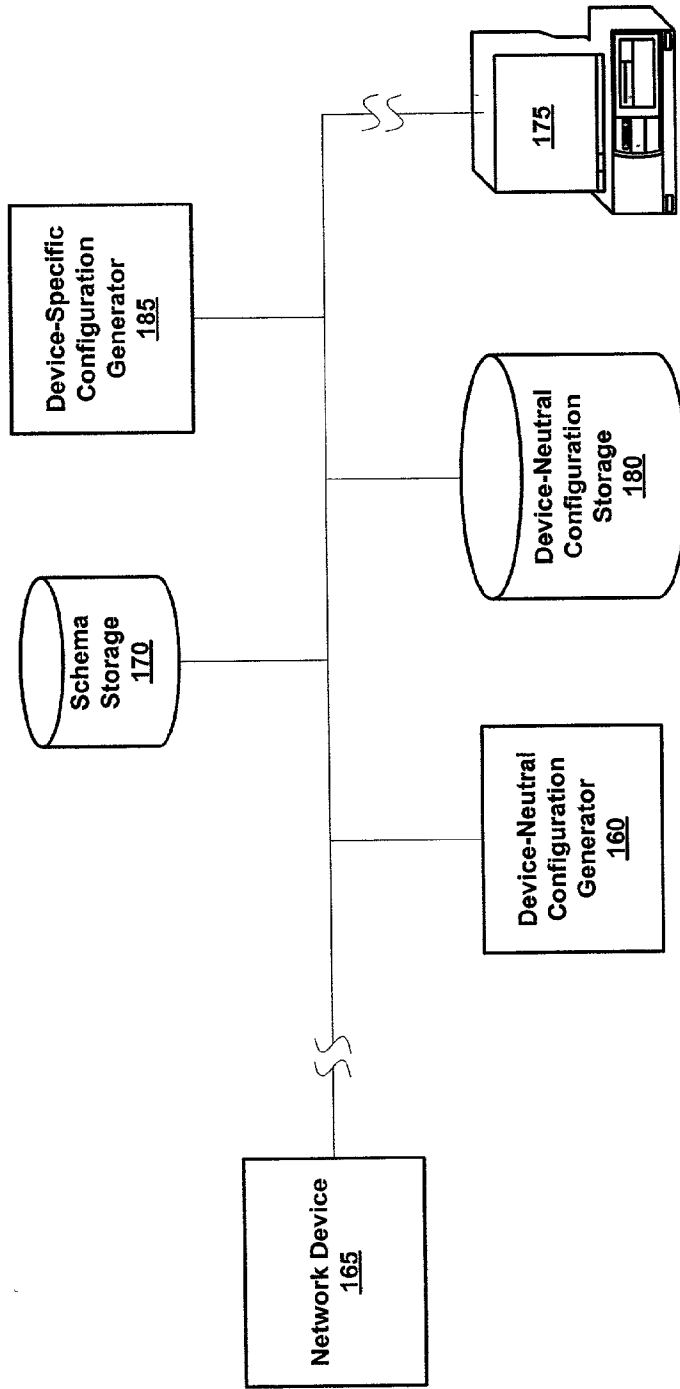 Network Device
165
Device-Neutral
Configuration
Generator
160
Schema
Storage
170
Device-Neutral
Configuration
Storage
180
Device-Specific
Configuration
Generator
185
175